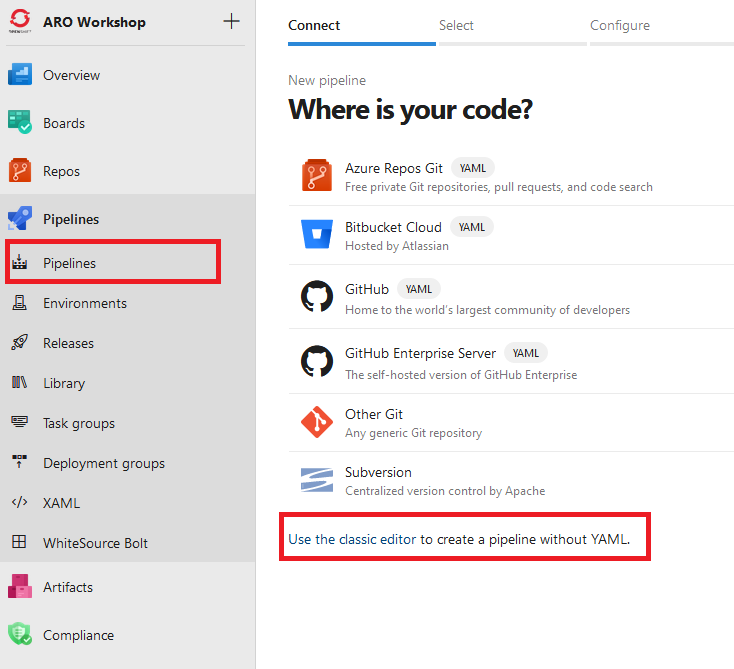 ARO Workshop
Overview
Boards
Repos
Pipelines
Pipelines
Environments
Releases
Library
Task groups
Deployment groups
XAML
WhiteSource Bolt
Artifacts
Compliance
Connect Select Configure
New pipeline
Where is your code?
Azure Repos Git YAML
Free private Git repositories, pull requests, and code search
Bitbucket Cloud YAML
Hosted by Atlassian
GitHub YAML
Home to the world's largest community of developers
GitHub Enterprise Server YAML
The self-hosted version of GitHub Enterprise
Other Git
Any generic Git repository
Subversion
Centralized version control by Apache
Use the classic editor to create a pipeline without YAML.